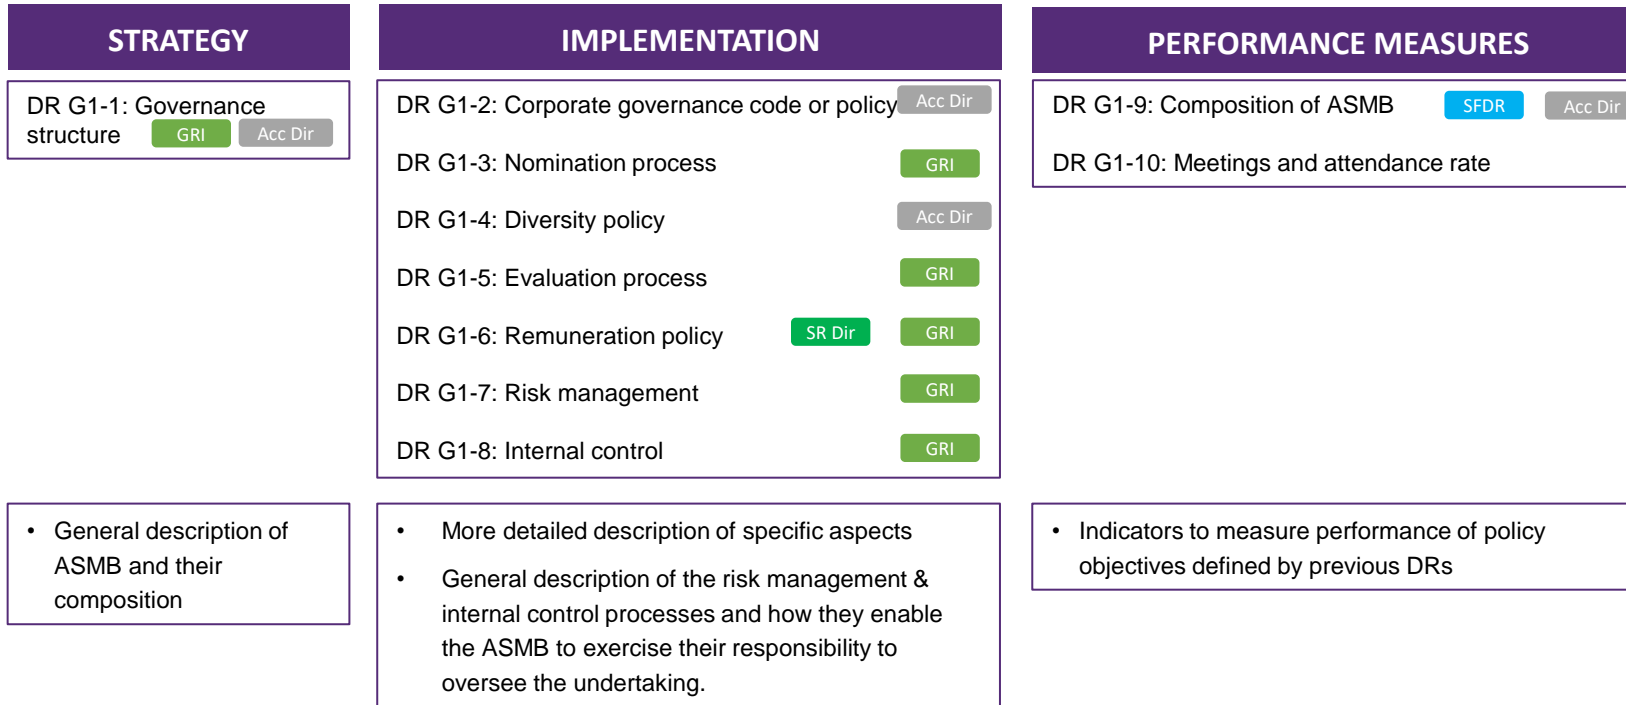 STRATEGY
DR G1-1: Governance
structure GRI Acc Dir
• General description of
ASMB and their
composition
IMPLEMENTATION
DR G1-2: Corporate governance code or policy Acc Dir
DR G1-3: Nomination process GRI
DR G1-4: Diversity policy Acc Dir
DR G1-5: Evaluation process GRI
DR G1-6: Remuneration policy SR Dir GRI
DR G1-7: Risk management GRI
DR G1-8: Internal control GRI
• More detailed description of specific aspects
• General description of the risk management &
internal control processes and how they enable
the ASMB to exercise their responsibility to
oversee the undertaking.
PERFORMANCE MEASURES
DR G1-9: Composition of ASMB SFDR Acc Dir
DR G1-10: Meetings and attendance rate
• Indicators to measure performance of policy
objectives defined by previous DRs